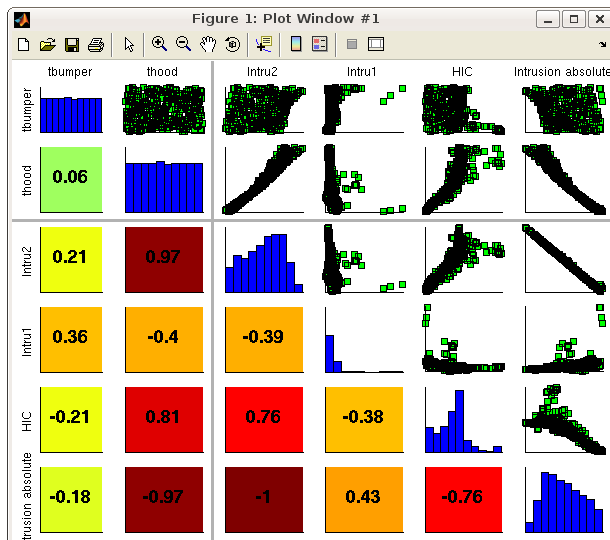 Figure 1: Plot Window #1
tbumper thood Intru2 Intru1 HIC Intrusion absolute
tbumper
thood
0.06
Intru2
0.21 0.97
Intru1
0.36 -0.4 -0.39
HIC
-0.21 0.81 0.76 -0.38
trusion absolute
-0.18 -0.97 -1 0.43 -0.76